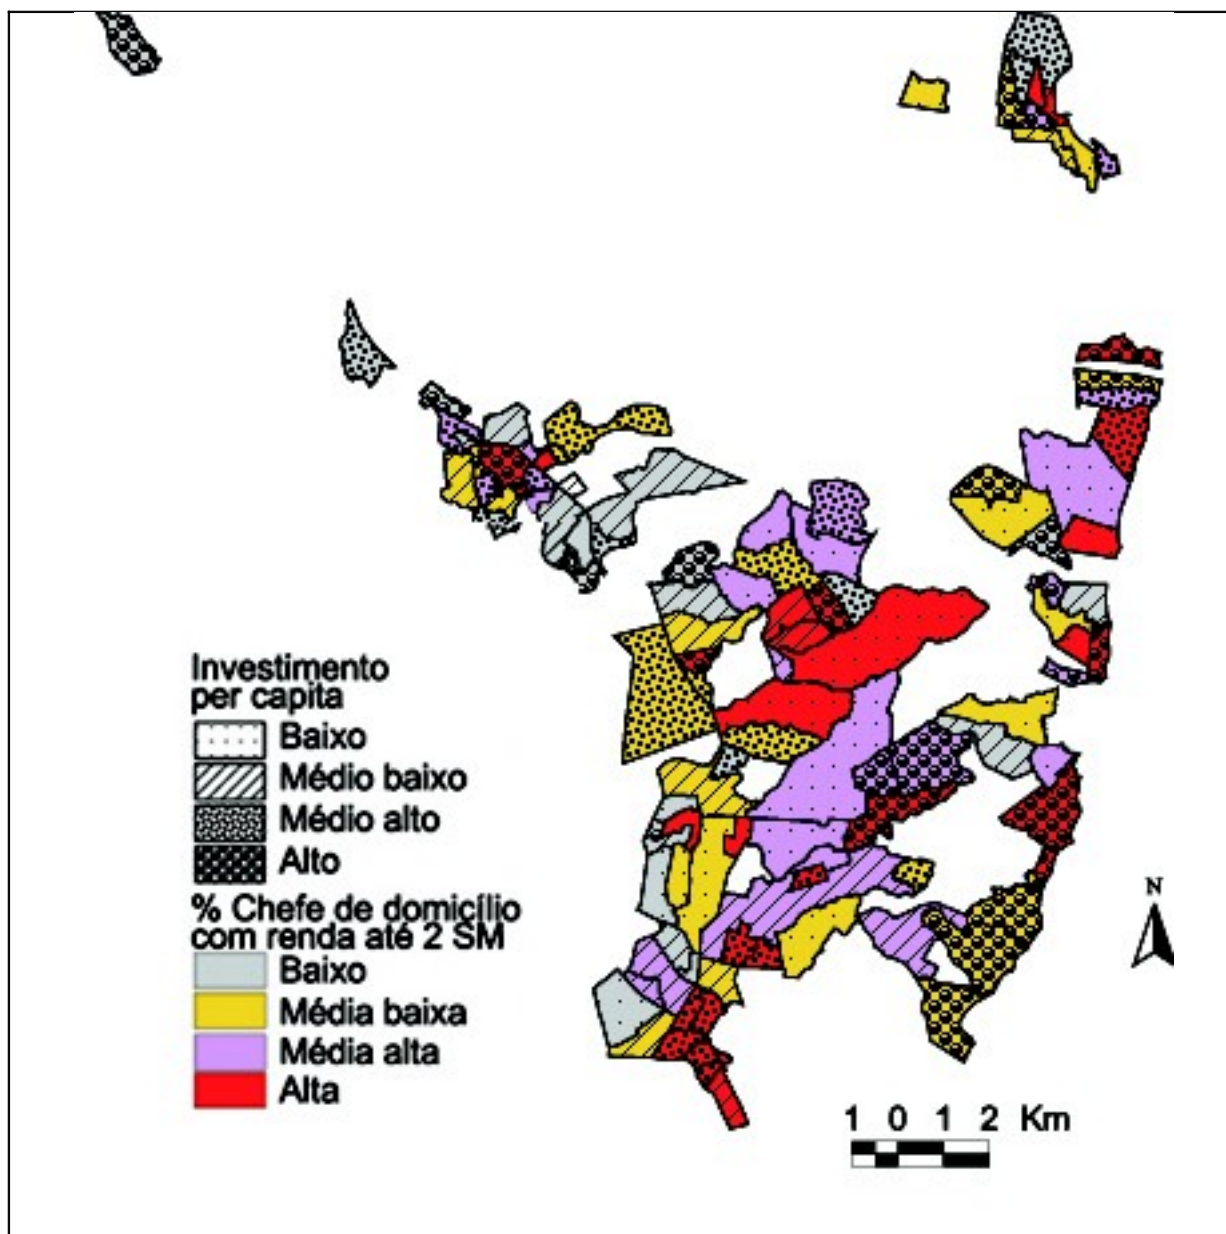 Investimento
per capita
Baixo
Médio baixo
Médio alto
Alto
% Chefe de domicílio
com renda até 2 SM
Baixo
Média baixa
Média alta
Alta
N
1 0 1 2 Km